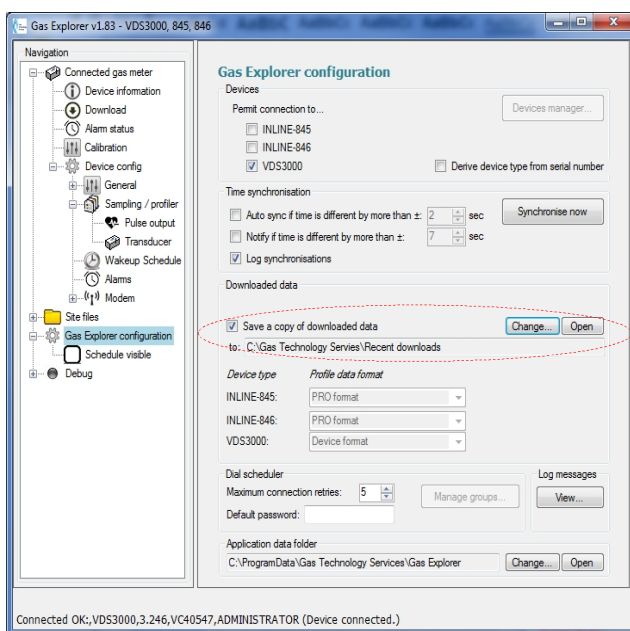 Gas Explorer v1.83 - VDS3000, 845, 846
Navigation
Connected gas meter
Device information
Download
Alarm status
Calibration
Device config
General
Sampling / profiler
Pulse output
Transducer
Wakeup Schedule
Alarms
Modem
Site files
Gas Explorer configuration
Schedule visible
Debug
Gas Explorer configuration
Devices
Permit connection to...
Devices manager...
INLINE-845
INLINE-846
VDS3000
Derive device type from serial number
Time synchronisation
Auto sync if time is different by more than ±: 2 sec
Synchronise now
Notify if time is different by more than ±: 7 sec
Log synchronisations
Downloaded data
Save a copy of downloaded data
Change... Open
to: C:\Gas Technology Servies\Recent downloads
Device type Profile data format
INLINE-845: PRO format
INLINE-846: PRO format
VDS3000: Device format
Dial scheduler
Maximum connection retries: 5
Manage groups...
Default password:
Log messages
View...
Application data folder
C:\ProgramData\Gas Technology Services\Gas Explorer Change... Open
Connected OK:,VDS3000,3.246,VC40547,ADMINISTRATOR (Device connected.)